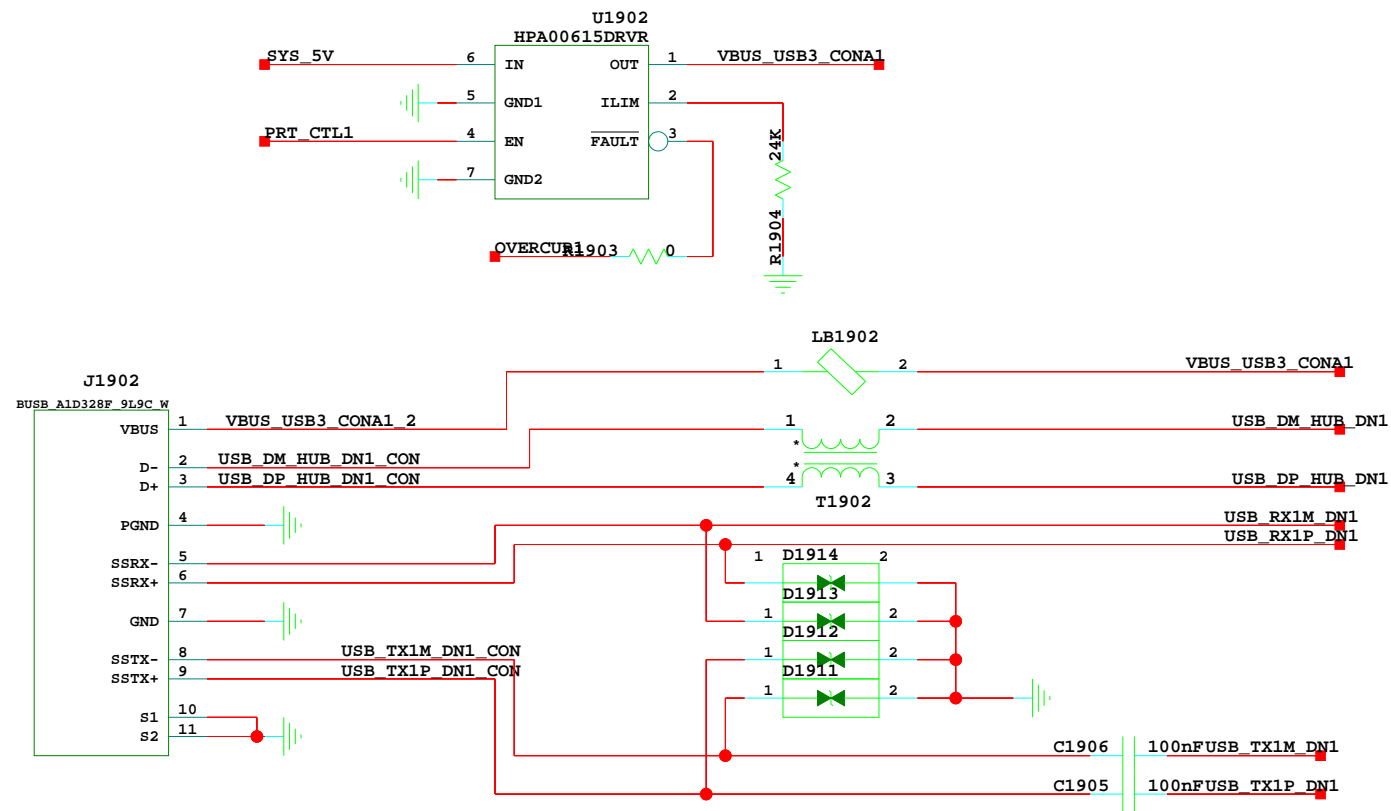 U1902
HPA00615DRVR
SYS_5V 6 IN OUT 1 VBUS_USB3_CONA1
5 GND1 ILIM 2
PRT_CTL1 4 EN FAULT 3 24K
7 GND2
R1904
OVERCUR1 R1903 0
LB1902
1 2 VBUS_USB3_CONA1
J1902
BUSB_A1D328F_9L9C_W
VBUS 1 VBUS_USB3_CONA1_2 1 2 USB_DM_HUB_DN1
*
D- 2 USB_DM_HUB_DN1_CON *
D+ 3 USB_DP_HUB_DN1_CON 4 3 USB_DP_HUB_DN1
T1902
PGND 4 USB_RX1M_DN1
USB_RX1P_DN1
SSRX- 5 1 D1914 2
SSRX+ 6
D1913
GND 7 1 2
D1912
SSTX- 8 USB_TX1M_DN1_CON 1 2
SSTX+ 9 USB_TX1P_DN1_CON D1911
1 2
S1 10
S2 11
C1906 100nF USB_TX1M_DN1
C1905 100nF USB_TX1P_DN1